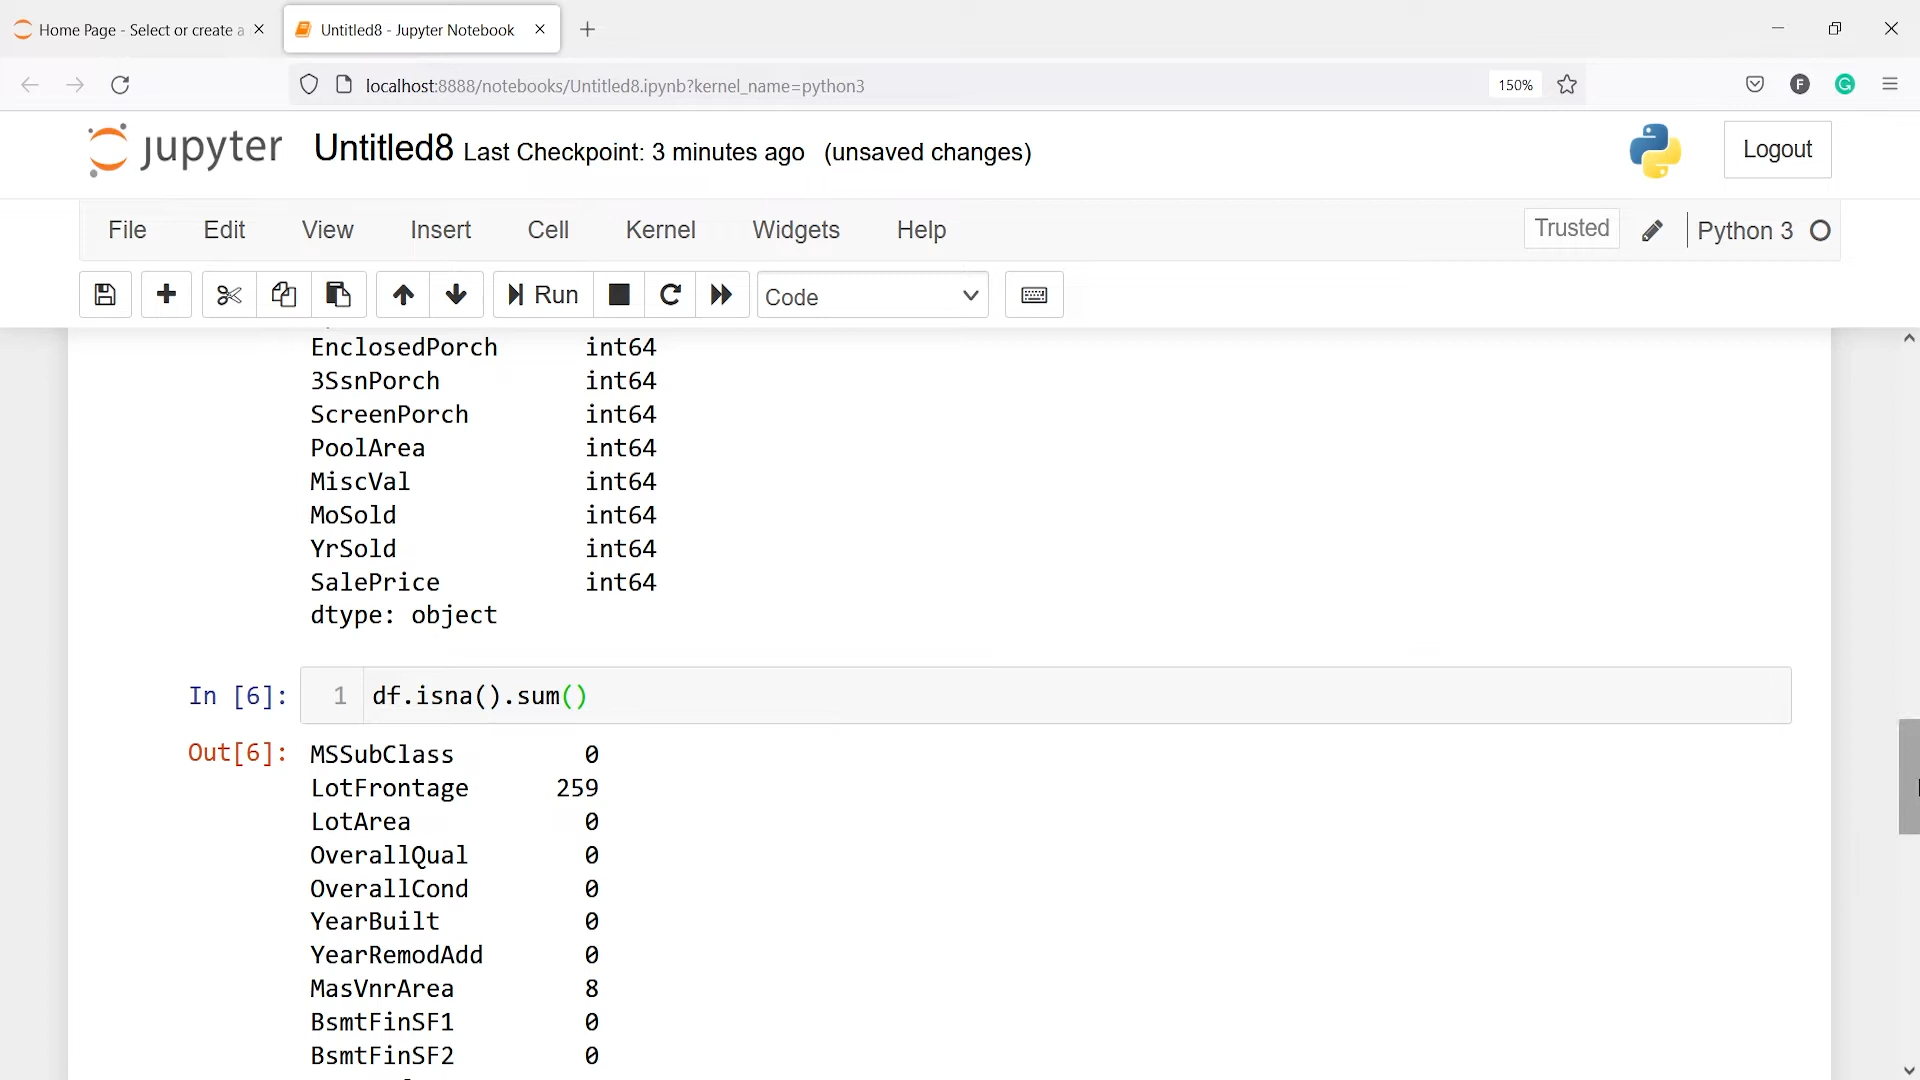 Home Page - Select or create a
Untitled8 - Jupyter Notebook
localhost:8888/notebooks/Untitled8.ipynb?kernel_name=python3
150%
F
G
jupyter Untitled8 Last Checkpoint: 3 minutes ago (unsaved changes)
Logout
File Edit View Insert Cell Kernel Widgets Help
Trusted
Python 3
Run
Code
EnclosedPorch int64
3SsnPorch int64
ScreenPorch int64
PoolArea int64
MiscVal int64
MoSold int64
YrSold int64
SalePrice int64
dtype: object
In [6]: 1 df.isna().sum()
Out[6]: MSSubClass 0
LotFrontage 259
LotArea 0
OverallQual 0
OverallCond 0
YearBuilt 0
YearRemodAdd 0
MasVnrArea 8
BsmtFinSF1 0
BsmtFinSF2 0